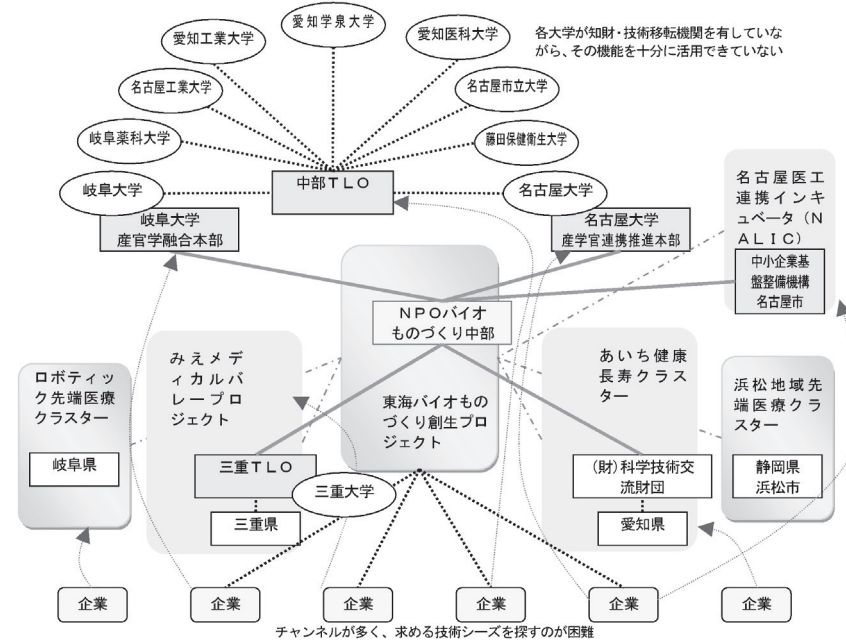 愛知学泉大学
愛知工業大学
愛知医科大学
各大学が知財・技術移転機関を有していな
がら、その機能を十分に活用できていない
名古屋工業大学
名古屋市立大学
岐阜薬科大学
藤田保健衛生大学
中部TLO
岐阜大学
名古屋大学
岐阜大学
産官学融合本部
名古屋大学
産学官連携推進本部
名古屋医工
連携インキ
ュベータ(N
ALIC)
中小企業基
盤整備機構
名古屋市
NPOバイオ
ものづくり中部
ロボティッ
ク先端医療
クラスター
岐阜県
みえメデ
ィカルバ
レープロ
ジェクト
三重TLO
三重大学
三重県
東海バイオもの
づくり創生プロ
ジェクト
あいち健康
長寿クラス
ター
(財)科学技術交
流財団
愛知県
浜松地域先
端医療クラ
スター
静岡県
浜松市
企業
企業
企業
企業
企業
企業
チャンネルが多く、求める技術シーズを探すのが困難